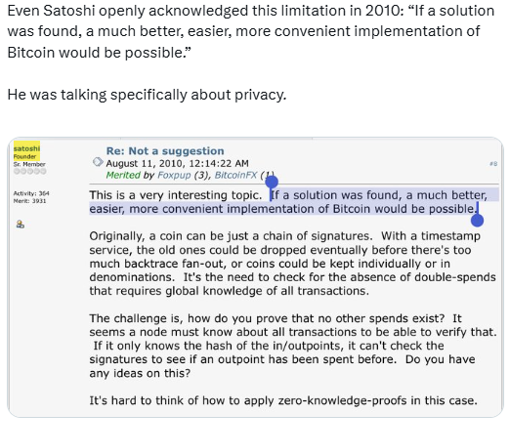 Even Satoshi openly acknowledged this limitation in 2010: “If a solution
was found, a much better, easier, more convenient implementation of
Bitcoin would be possible.”
He was talking specifically about privacy.
satoshi
Founder
Sr. Member
Activity: 364
Merit: 3931
Re: Not a suggestion
August 11, 2010, 12:14:22 AM
Merited by Foxpup (3), BitcoinFX (1)
#9
This is a very interesting topic.  If a solution was found, a much better,
easier, more convenient implementation of Bitcoin would be possible.
Originally, a coin can be just a chain of signatures.  With a timestamp
service, the old ones could be dropped eventually before there's too
much backtrace fan-out, or coins could be kept individually or in
denominations.  It's the need to check for the absence of double-spends
that requires global knowledge of all transactions.
The challenge is, how do you prove that no other spends exist?  It
seems a node must know about all transactions to be able to verify that.
If it only knows the hash of the in/outpoints, it can't check the
signatures to see if an outpoint has been spent before.  Do you have
any ideas on this?
It's hard to think of how to apply zero-knowledge-proofs in this case.